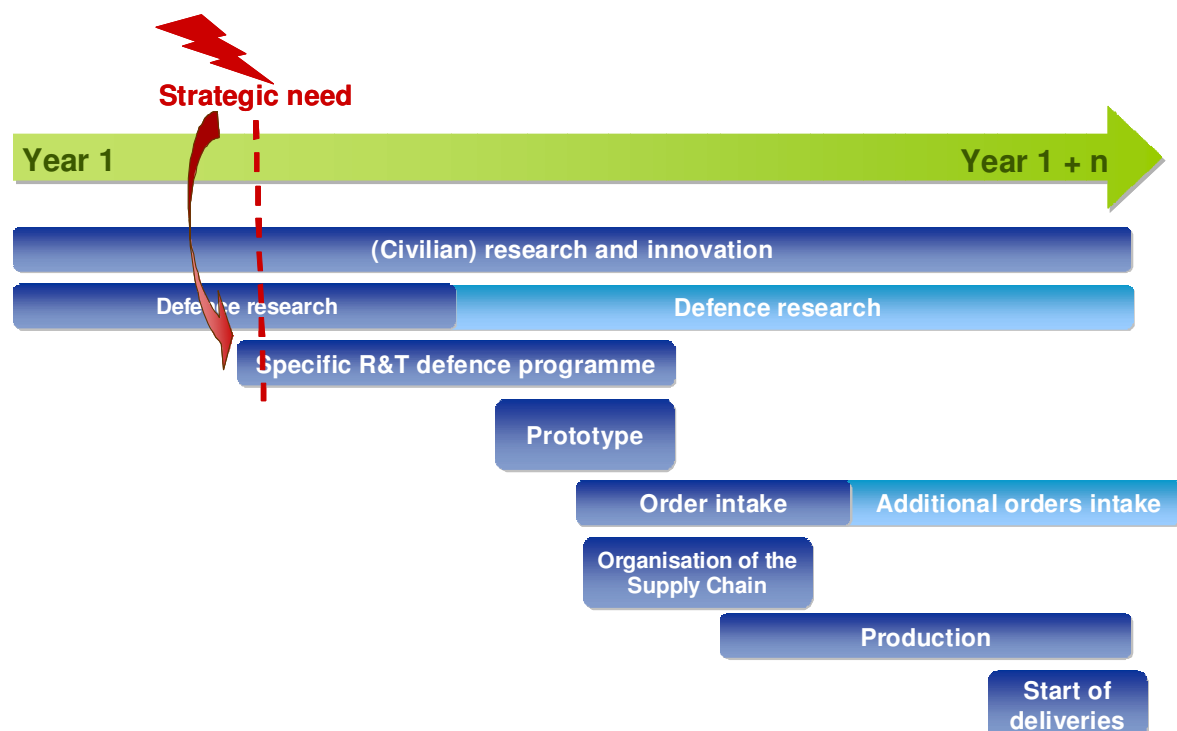 Strategic need
Year 1
Year 1 + n
(Civilian) research and innovation
Defence research
Defence research
Specific R&T defence programme
Prototype
Order intake
Additional orders intake
Organisation of the
Supply Chain
Production
Start of
deliveries